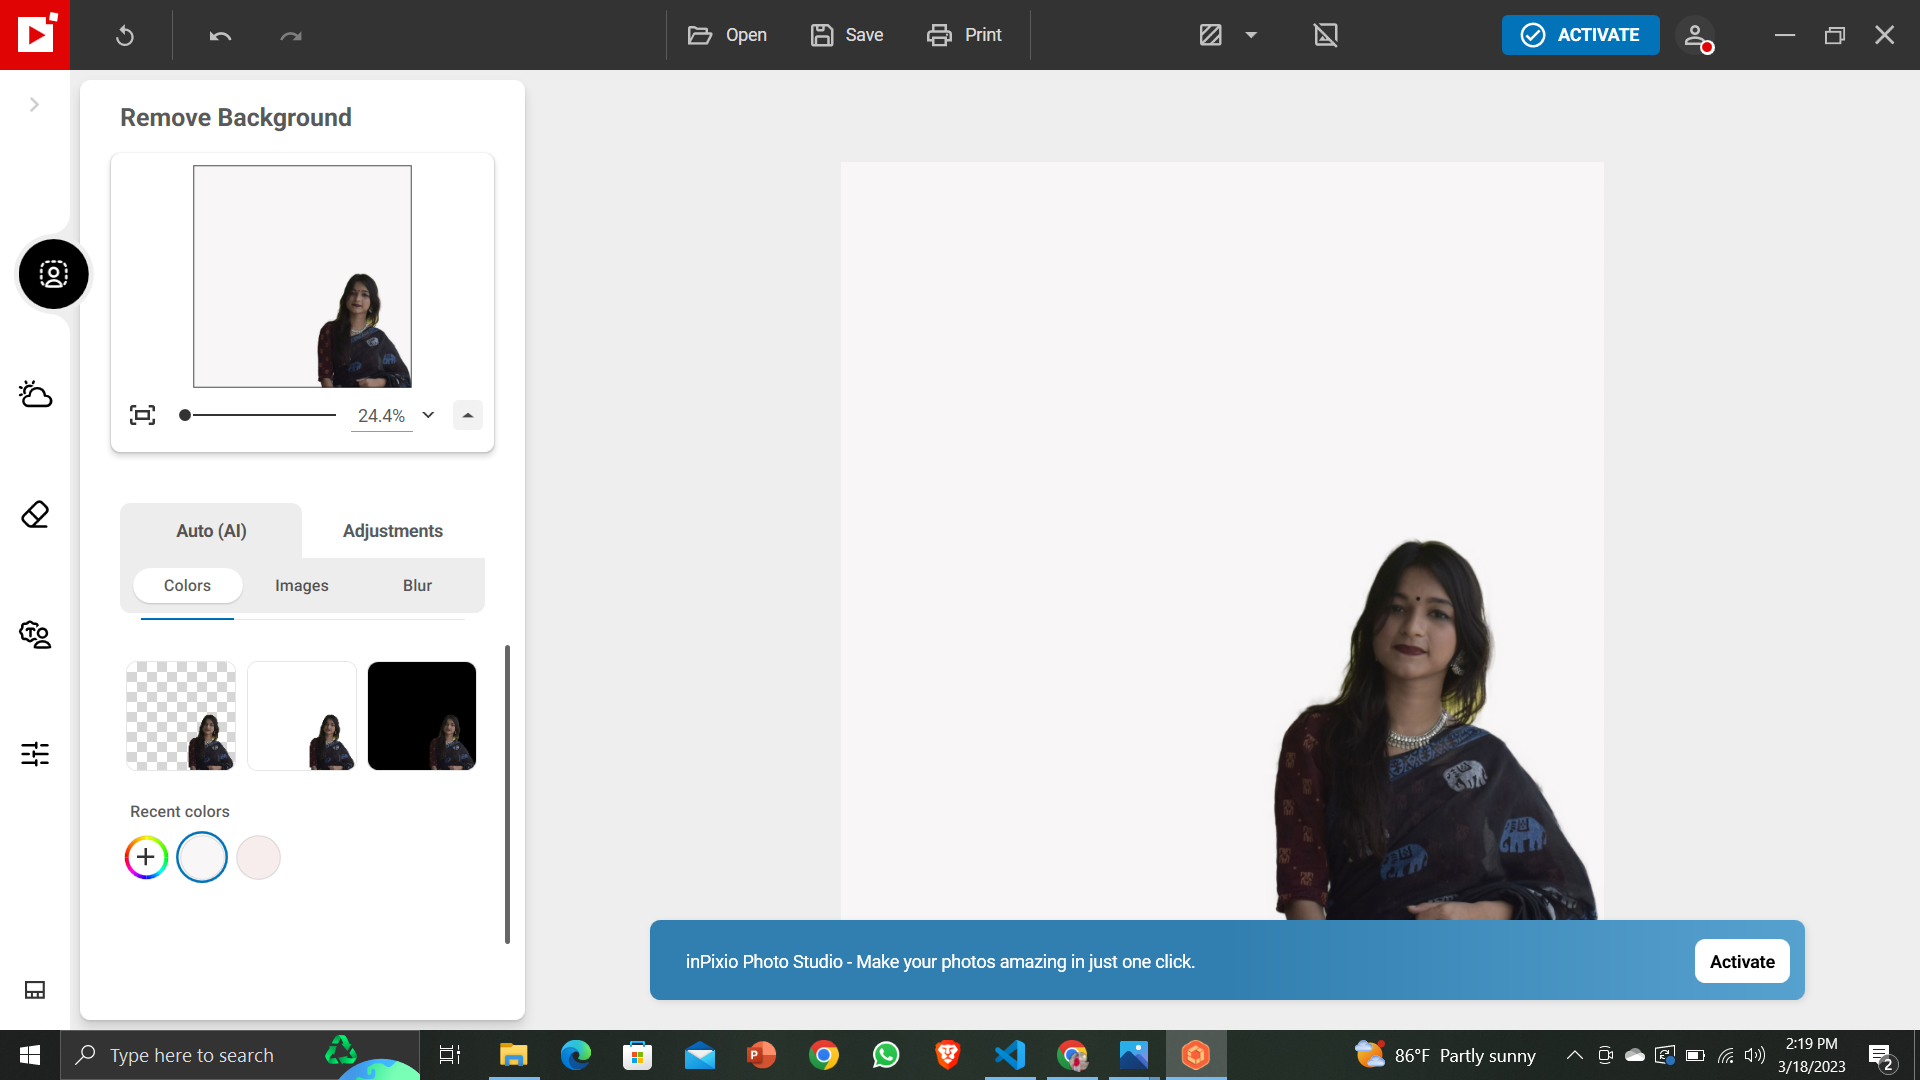 Open
Save
Print
ACTIVATE
Remove Background
24.4%
Auto (AI)
Adjustments
Colors
Images
Blur
Recent colors
inPixio Photo Studio - Make your photos amazing in just one click.
Activate
Type here to search
86°F Partly sunny
2:19 PM
3/18/2023
2